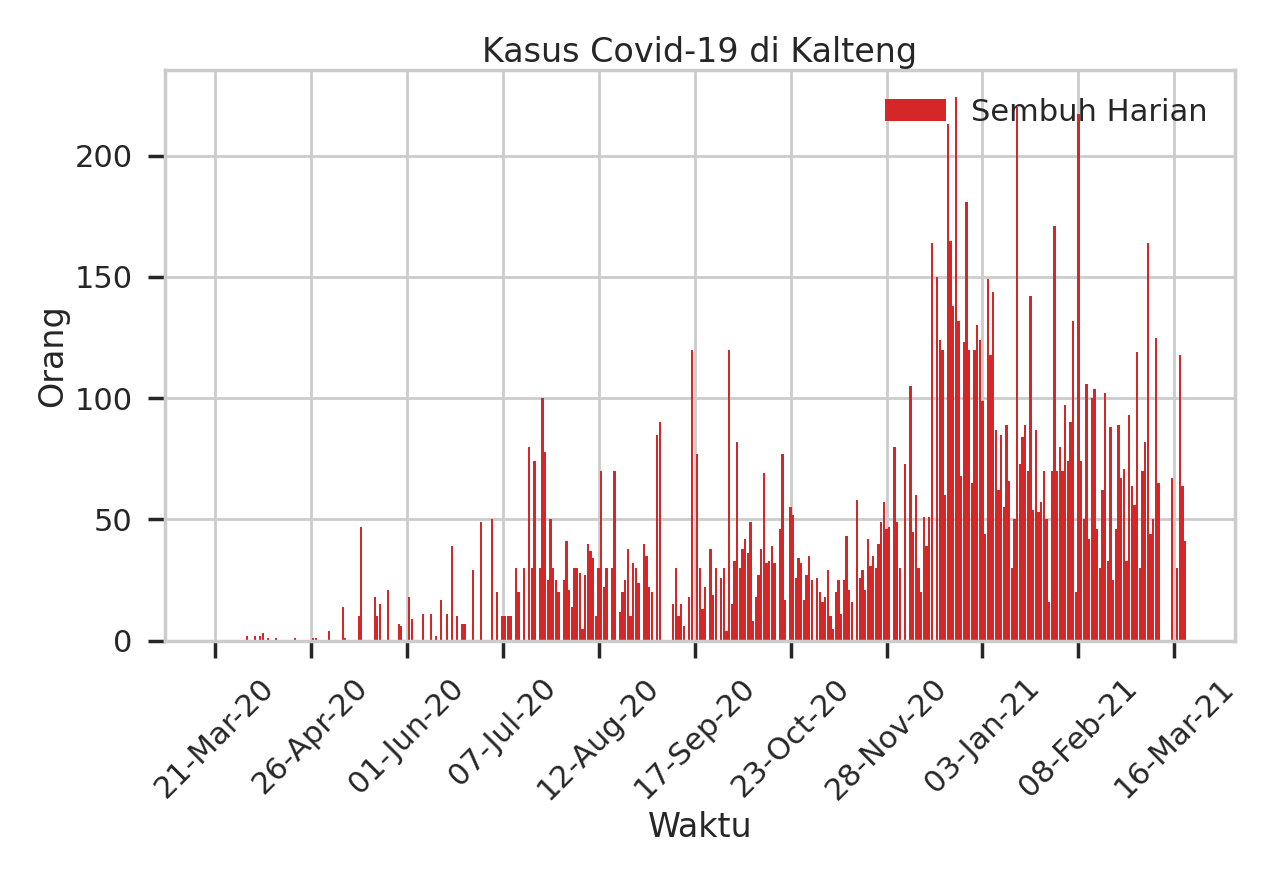 Kasus Covid-19 di Kalteng
Sembuh Harian
Orang
200
150
100
50
0
21-Mar-20
26-Apr-20
01-Jun-20
07-Jul-20
12-Aug-20
17-Sep-20
23-Oct-20
28-Nov-20
03-Jan-21
08-Feb-21
16-Mar-21
Waktu